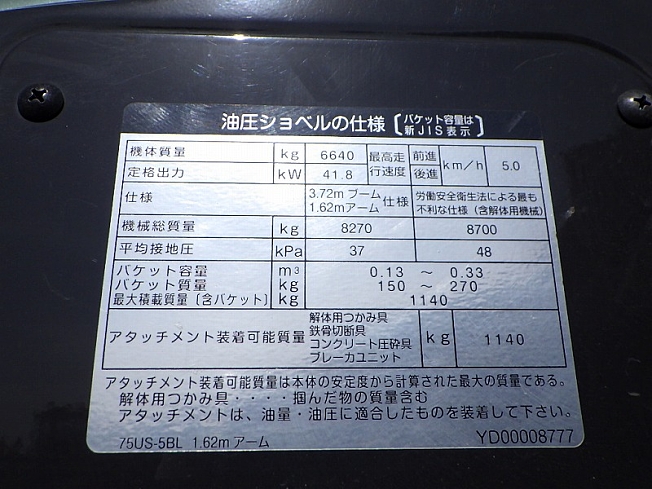 油圧ショベルの仕様〔バケット容量は新JIS表示〕
機体質量 kg 6640 最高走行速度 前進 後進 km/h 5.0
定格出力 kW 41.8
仕様 3.72m ブーム 1.62mアーム 仕様 労働安全衛生法による最も不利な仕様（含解体用機械）
機械総質量 kg 8270 8700
平均接地圧 kPa 37 48
バケット容量 m³ 0.13 ～ 0.33
バケット質量 kg 150 ～ 270
最大積載質量〔含バケット〕 kg 1140
アタッチメント装着可能質量 解体用つかみ具 鉄骨切断具 コンクリート圧砕具 ブレーカユニット kg 1140
アタッチメント装着可能質量は本体の安定度から計算された最大の質量である。
解体用つかみ具・・・・掴んだ物の質量含む
アタッチメントは、油量・油圧に適合したものを装着して下さい。
75US-5BL 1.62mアーム YD00008777